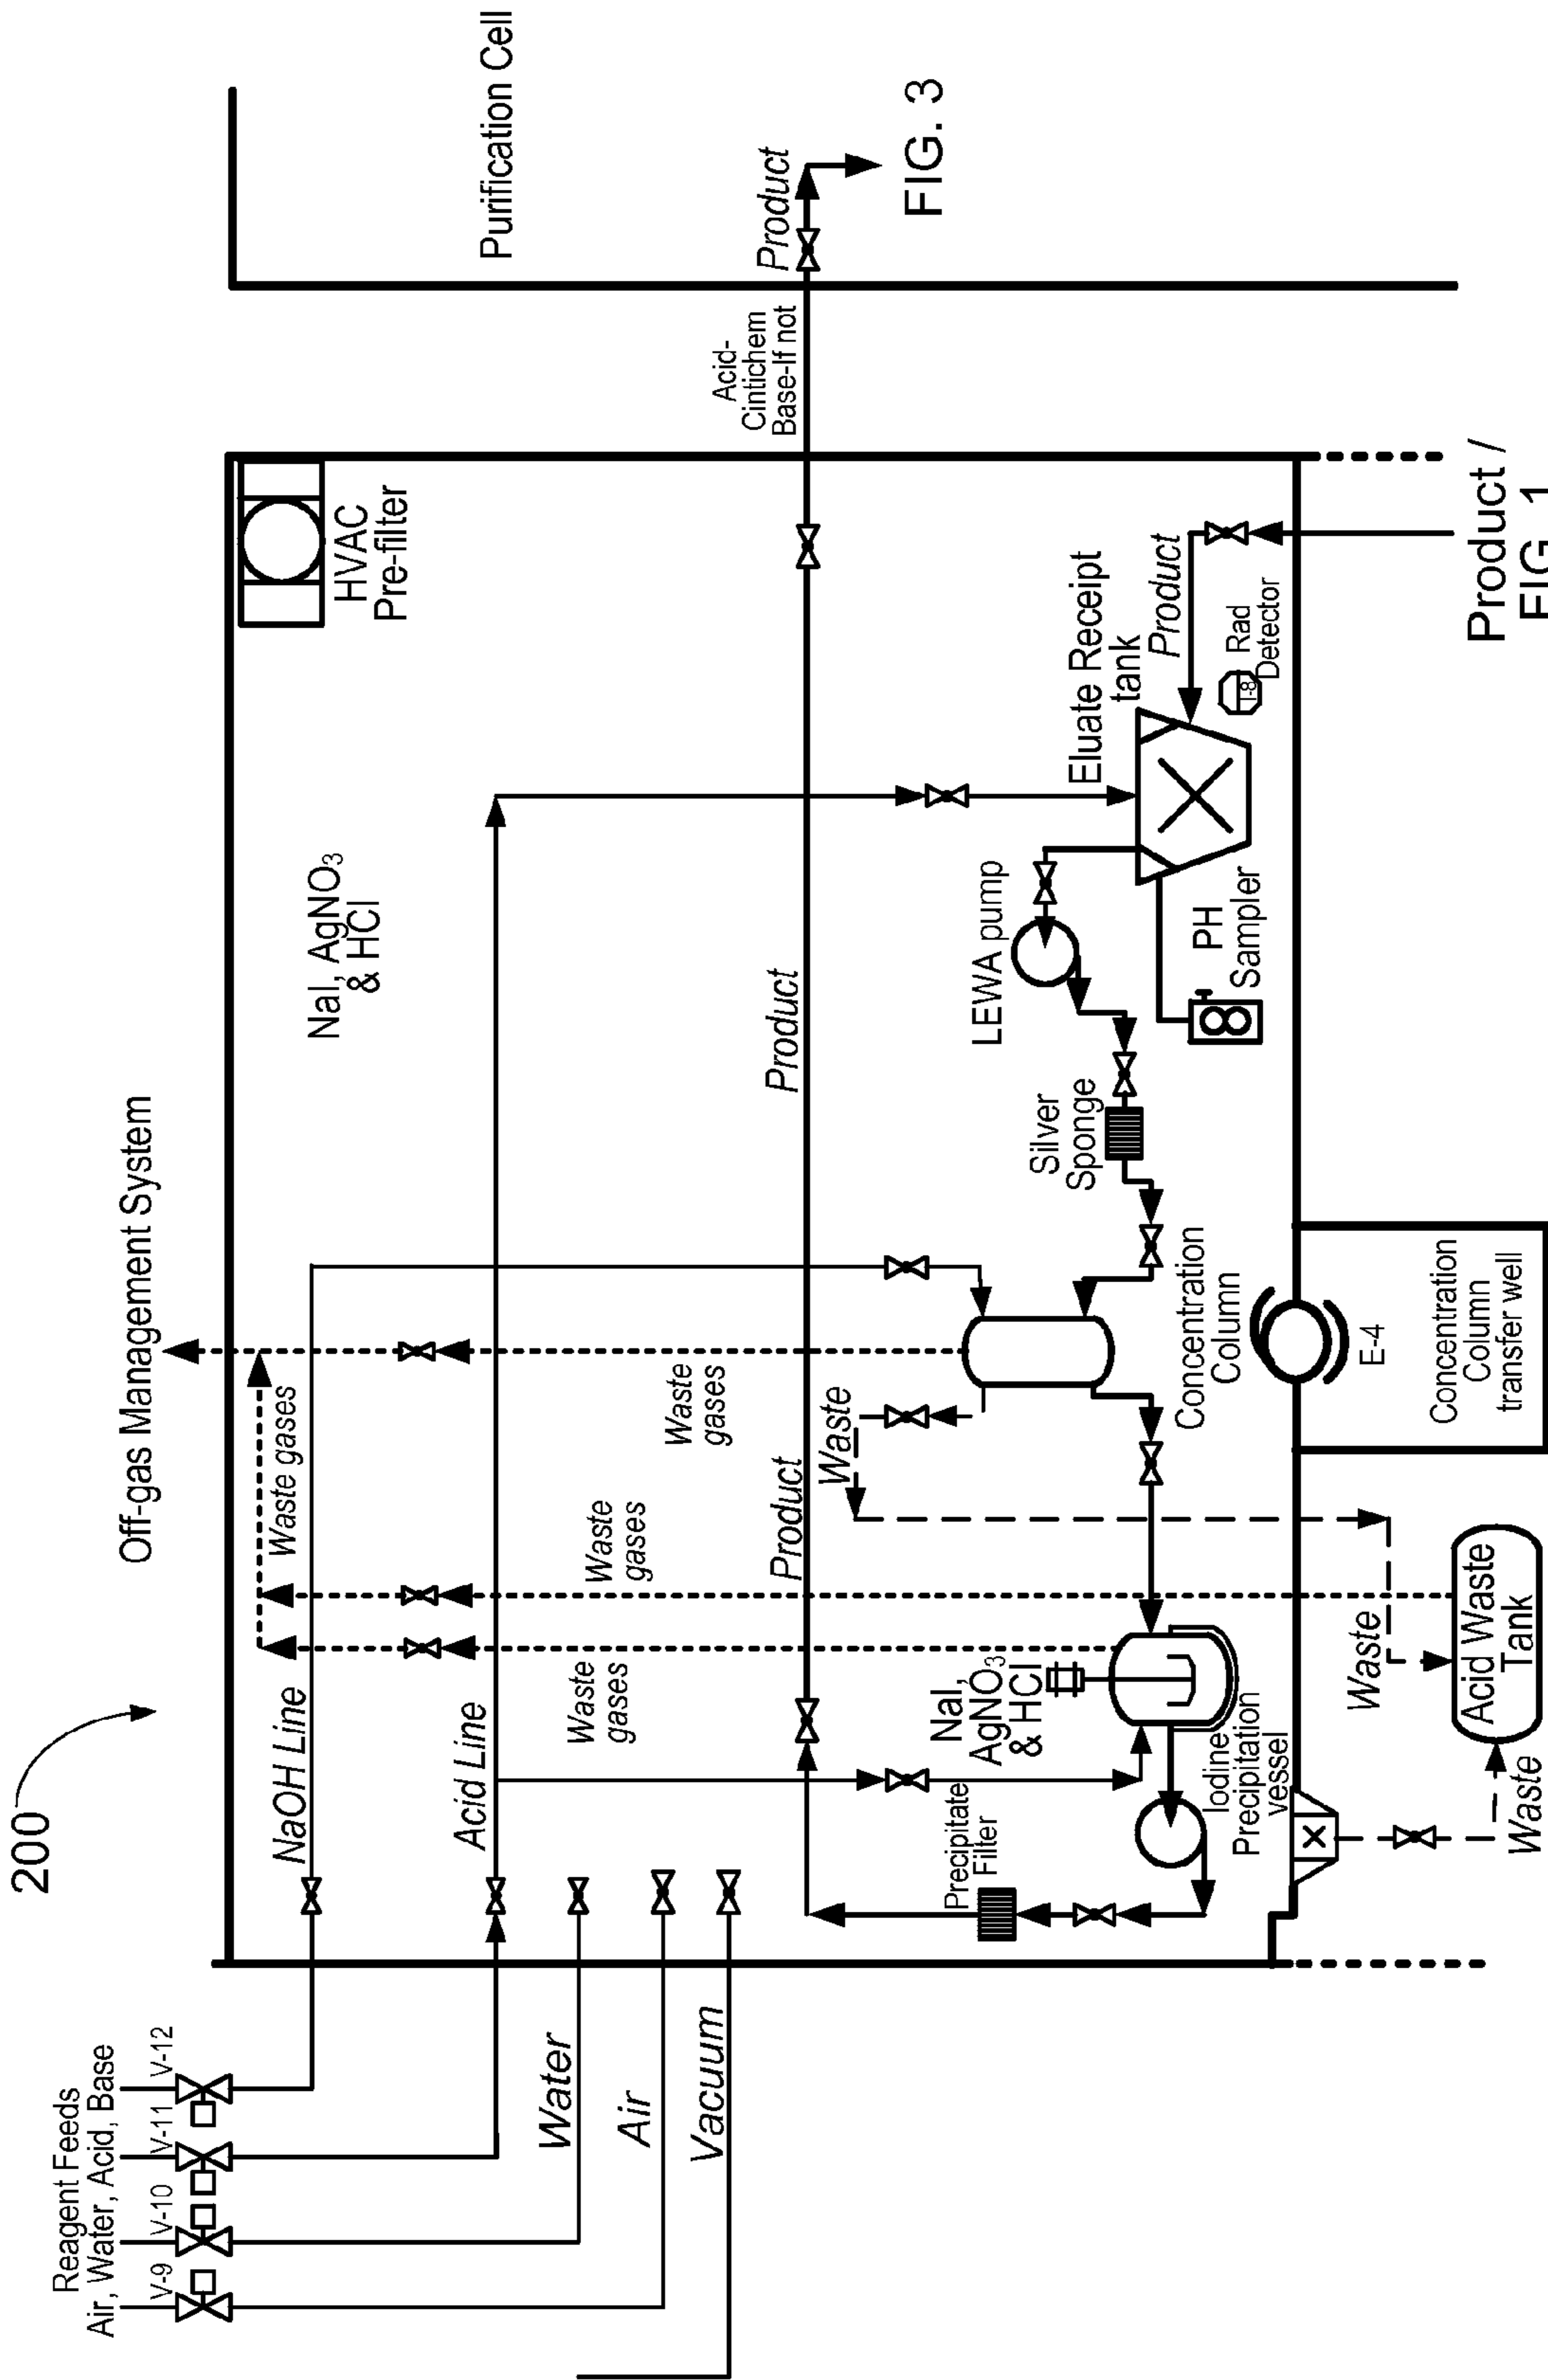 200
Off-gas Management System
Reagent Feeds
Air, Water, Acid, Base
V-9
V-10
V-11
V-12
NaOH Line
Waste gases
NaI, AgNO3
& HCl
HVAC
Pre-filter
Purification Cell
Acid Line
Water
Air
Vacuum
Waste
gases
Waste
gases
Waste
gases
Product
Product
Acid-
Cintichem
Base-If not
Product
FIG. 3
Waste
Precipitate
Filter
NaI,
AgNO3
& HCl
Iodine
Precipitation
vessel
Concentration
Column
Silver
Sponge
LEWA pump
PH
Sampler
Eluate Receipt
tank
Product
I-8
Rad
Detector
E-4
Concentration
Column
transfer well
Waste
Acid Waste
Tank
Waste
Product /
FIG. 1